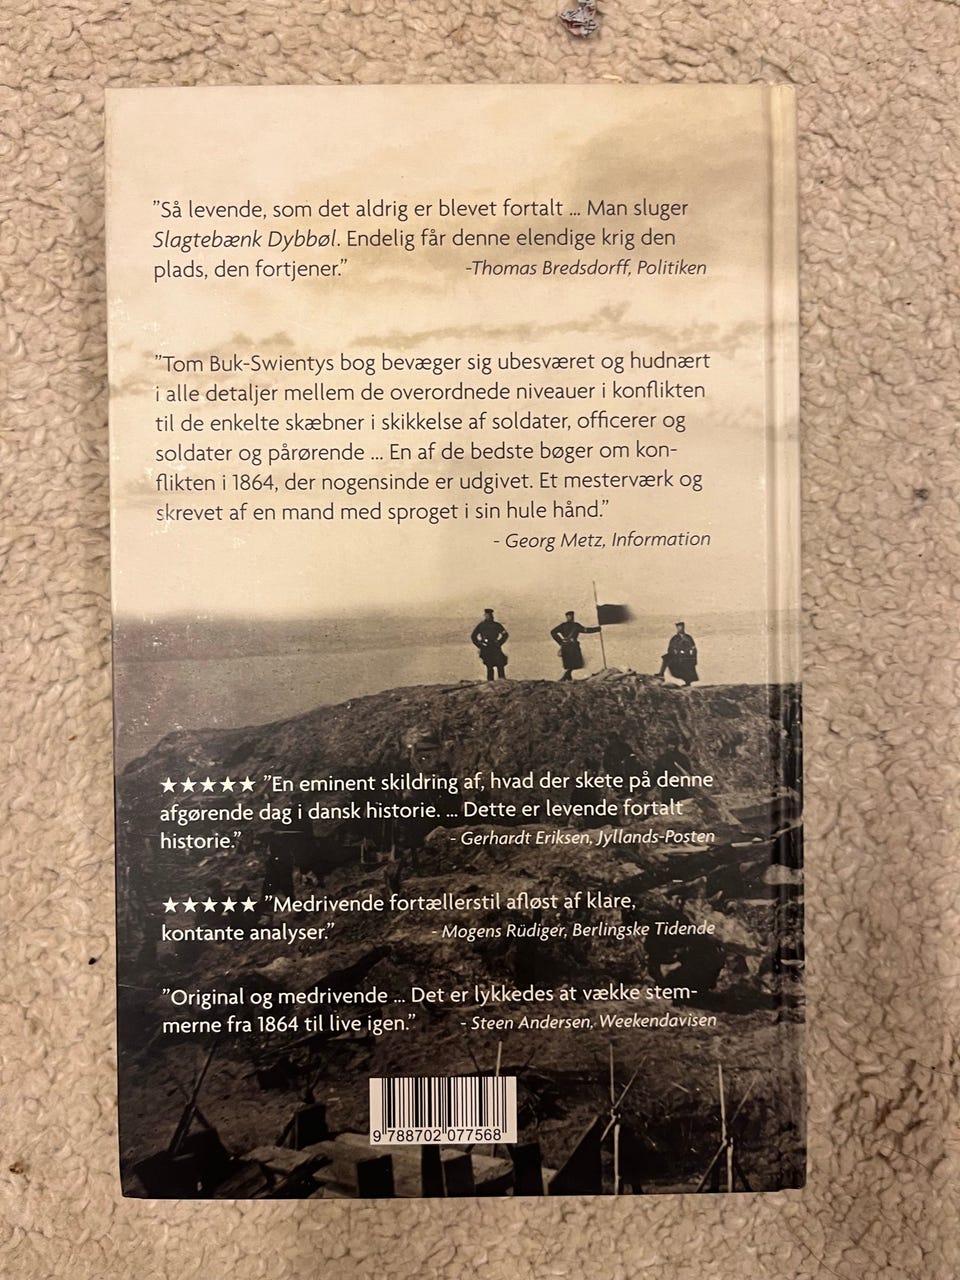 ”Så levende, som det aldrig er blevet fortalt ... Man sluger
Slagtebænk Dybbøl. Endelig får denne elendige krig den
plads, den fortjener.” -Thomas Bredsdorff, Politiken
”Tom Buk-Swientys bog bevæger sig ubesværet og hudnært
i alle detaljer mellem de overordnede niveauer i konflikten
til de enkelte skæbner i skikkelse af soldater, officerer og
soldater og pårørende ... En af de bedste bøger om kon-
flikten i 1864, der nogensinde er udgivet. Et mesterværk og
skrevet af en mand med sproget i sin hule hånd.”
- Georg Metz, Information
★★★★★ ”En eminent skildring af, hvad der skete på denne
afgørende dag i dansk historie. ... Dette er levende fortalt
historie.” - Gerhardt Eriksen, Jyllands-Posten
★★★★★ ”Medrivende fortællerstil afløst af klare,
kontante analyser.” - Mogens Rüdiger, Berlingske Tidende
”Original og medrivende ... Det er lykkedes at vække stem-
merne fra 1864 til live igen.” - Steen Andersen, Weekendavisen
9 788702 077568